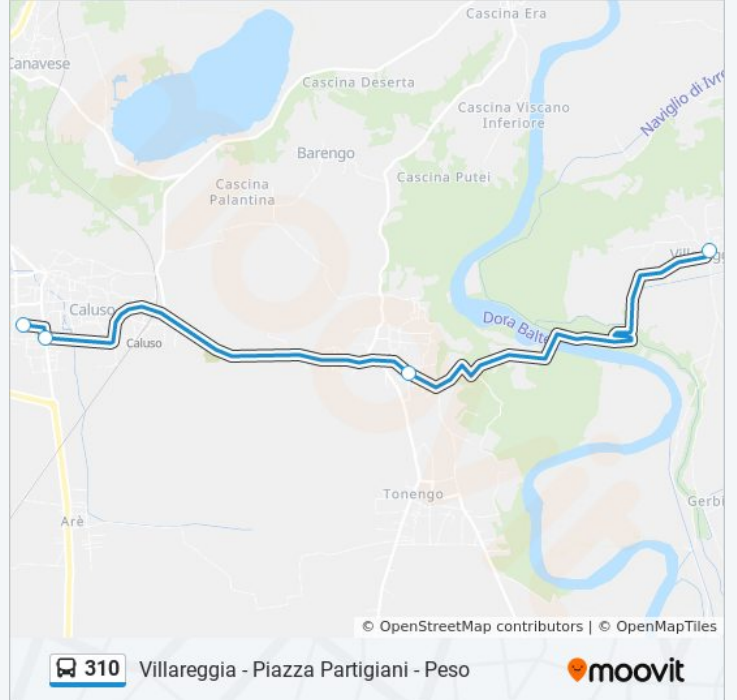 Cascina Era
Canavese
Cascina Deserta
Naviglio di Ivre
Cascina Viscano
Inferiore
Barengo
Cascina Putei
Cascina
Palantina
Caluso
Dora Balte
Caluso
Tonengo
Gerbi
Arè
© OpenStreetMap contributors | © OpenMapTiles
310 Villareggia - Piazza Partigiani - Peso
moovit